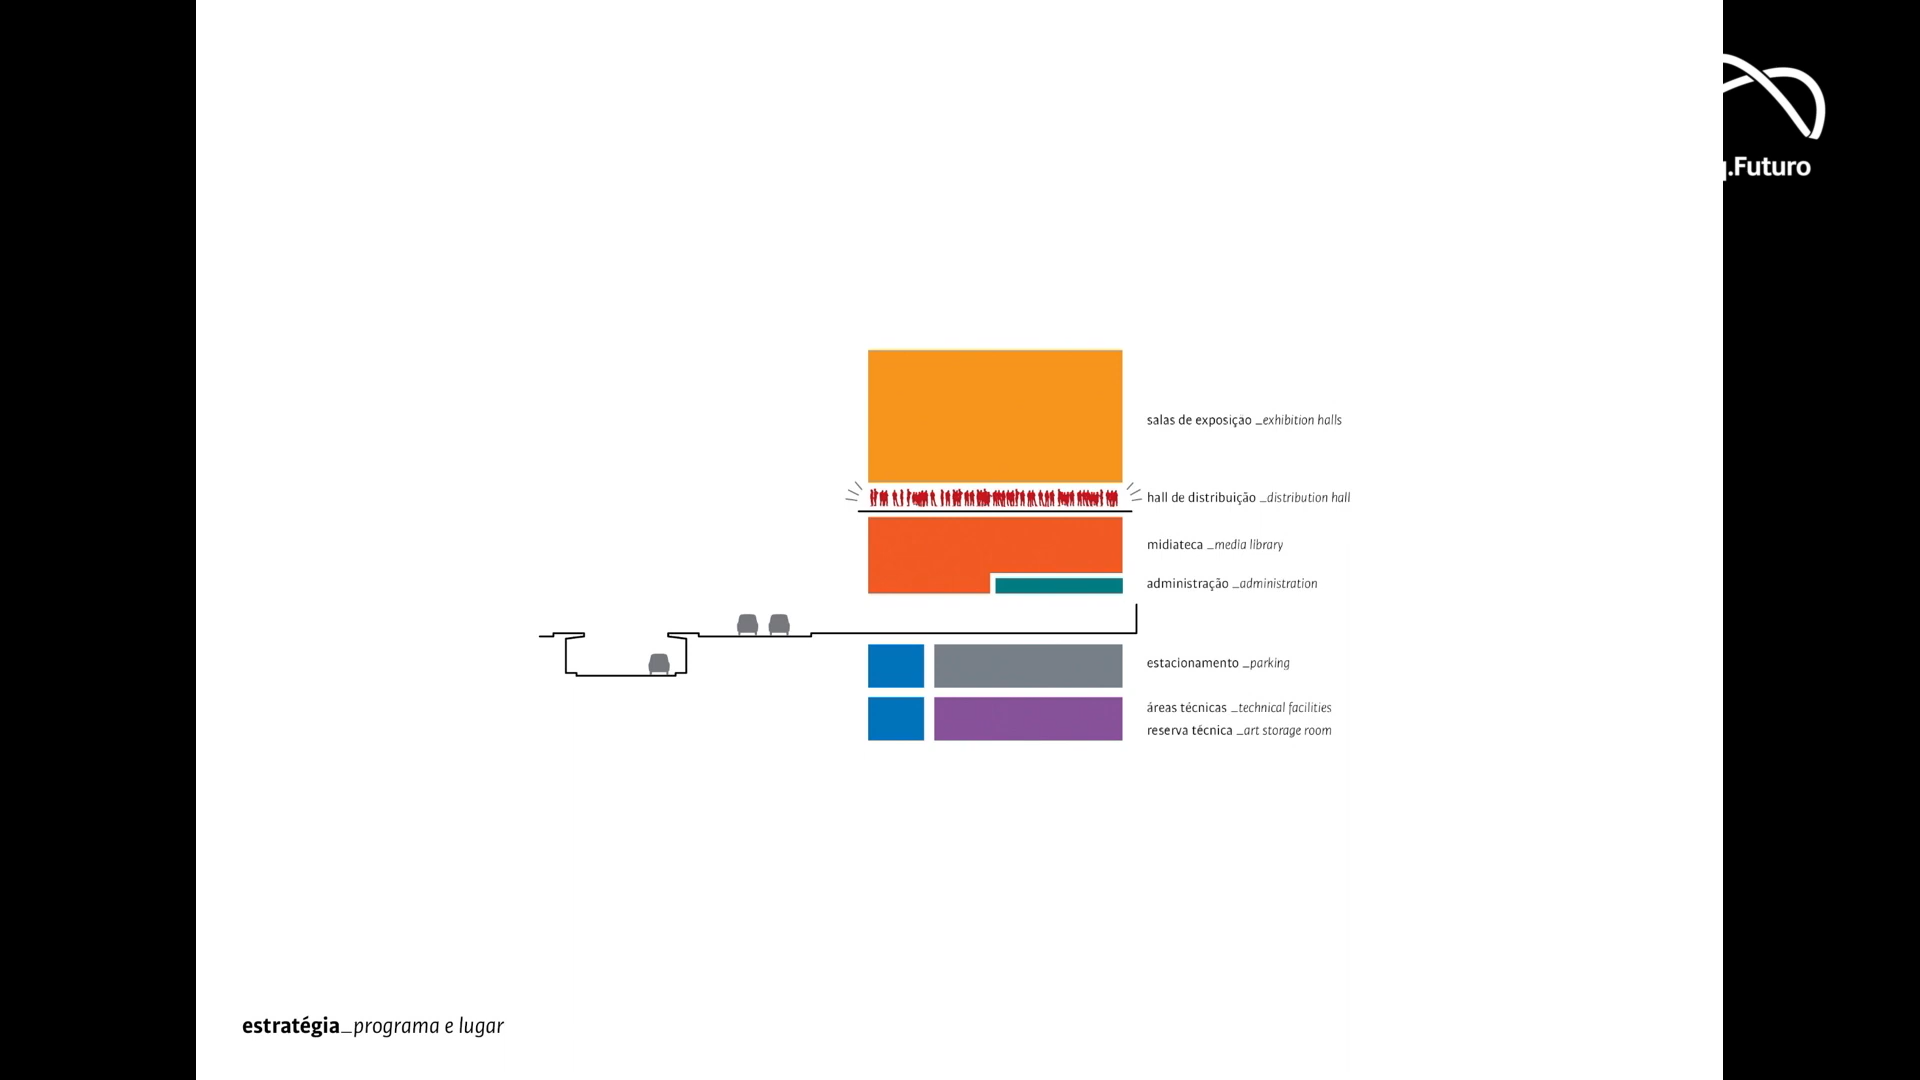 .Futuro
salas de exposição _exhibition halls
hall de distribuição _distribution hall
midiateca _media library
administração _administration
estacionamento _parking
áreas técnicas _technical facilities
reserva técnica _art storage room
estratégia_programa e lugar